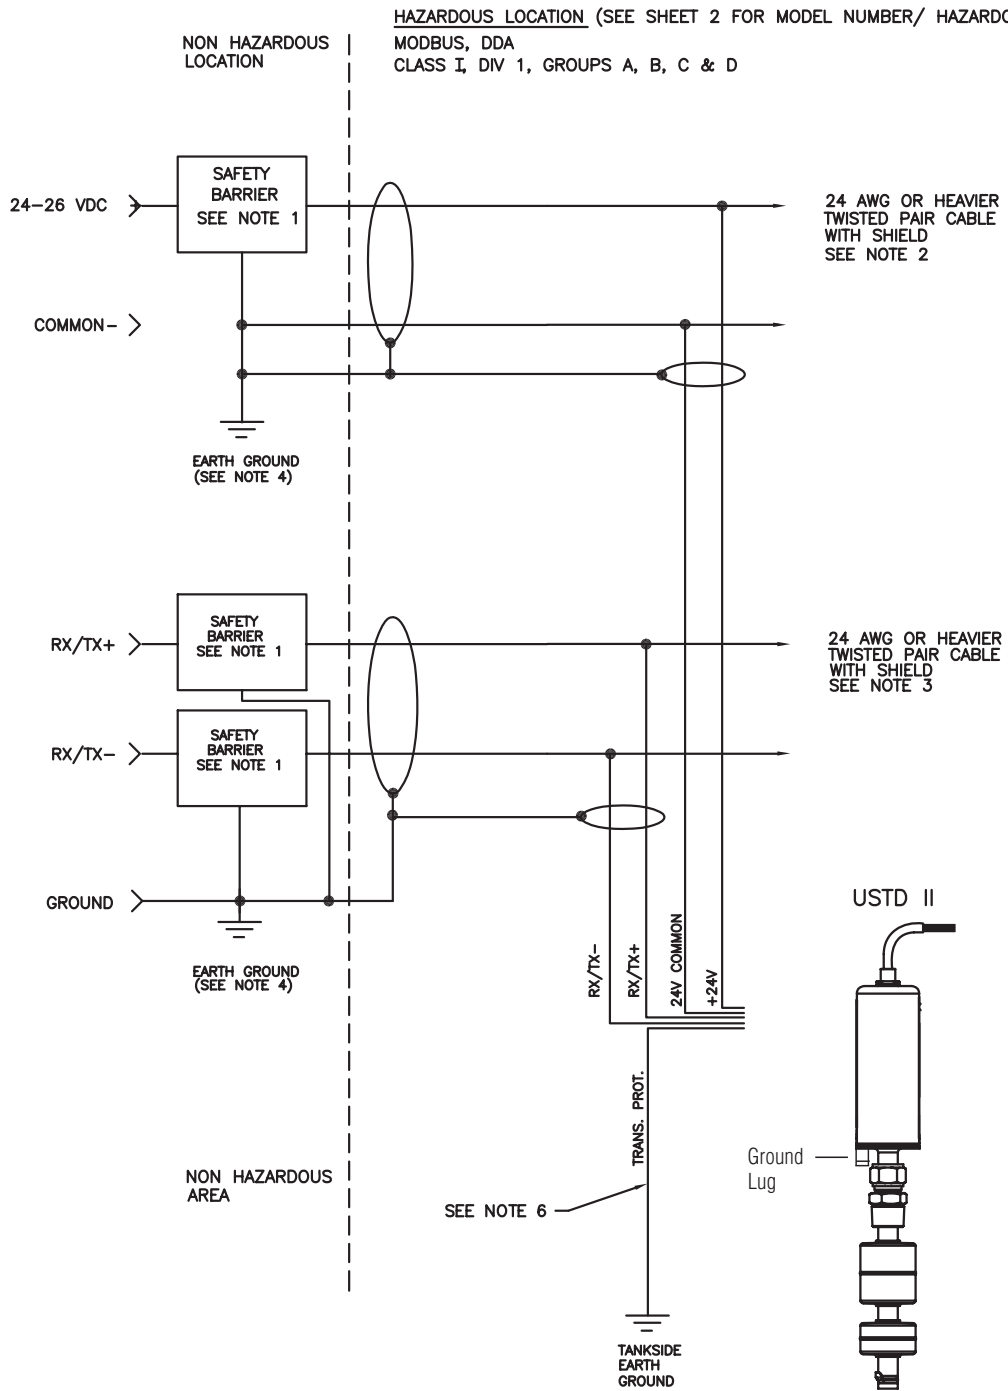 HAZARDOUS LOCATION (SEE SHEET 2 FOR MODEL NUMBER/
MODBUS, DDA
CLASS I, DIV 1, GROUPS A, B, C & D
NON HAZARDOUS
LOCATION
24-26 VDC
SAFETY
BARRIER
SEE NOTE 1
24 AWG OR HEAVIER
TWISTED PAIR CABLE
WITH SHIELD
SEE NOTE 2
COMMON-
EARTH GROUND
(SEE NOTE 4)
RX/TX+
SAFETY
BARRIER
SEE NOTE 1
24 AWG OR HEAVIER
TWISTED PAIR CABLE
WITH SHIELD
SEE NOTE 3
RX/TX-
SAFETY
BARRIER
SEE NOTE 1
GROUND
EARTH GROUND
(SEE NOTE 4)
RX/TX-
RX/TX+
24V COMMON
+24V
USTD II
TRANS. PROT.
Ground
Lug
NON HAZARDOUS
AREA
SEE NOTE 6
TANKSIDE
EARTH
GROUND